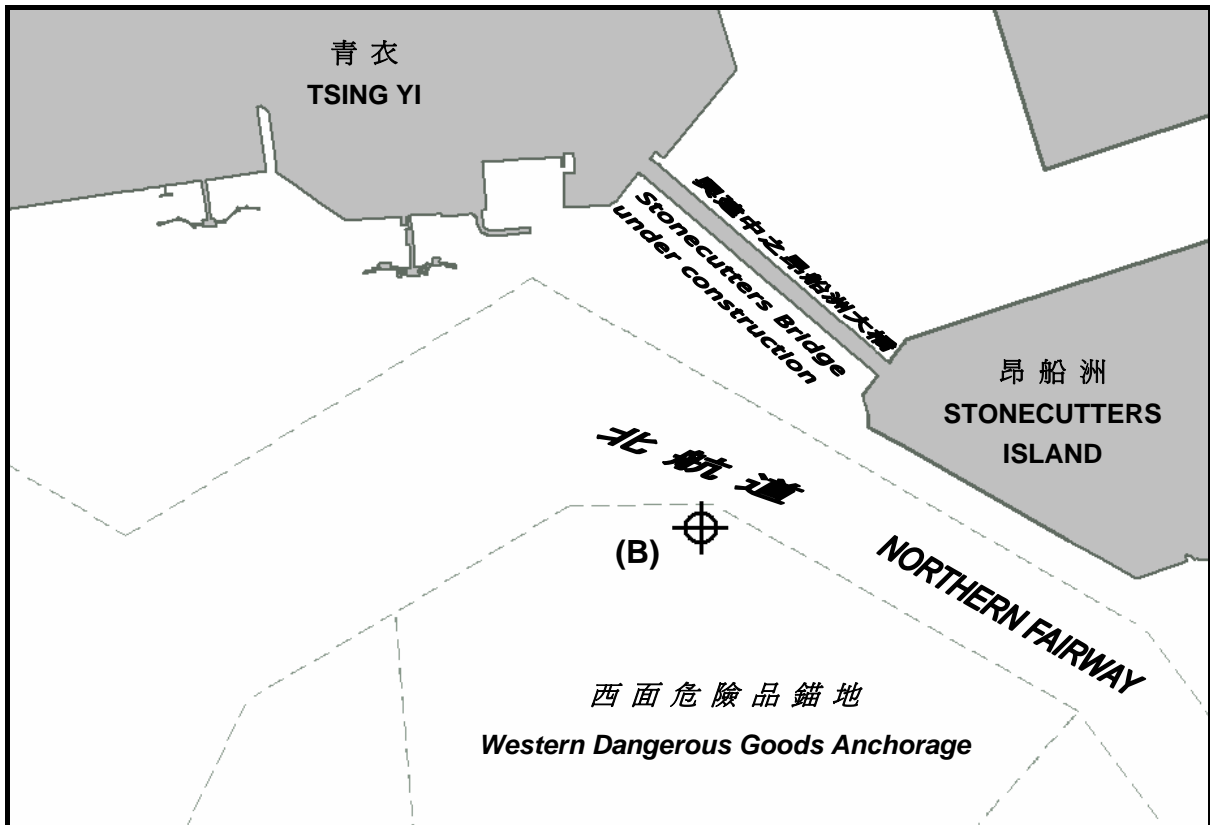 青衣
TSING YI
興建中之昂船洲大橋
Stonecutters Bridge
under construction
昂船洲
STONECUTTERS
ISLAND
北航道
(B)
NORTHERN FAIRWAY
西面危險品錨地
Western Dangerous Goods Anchorage